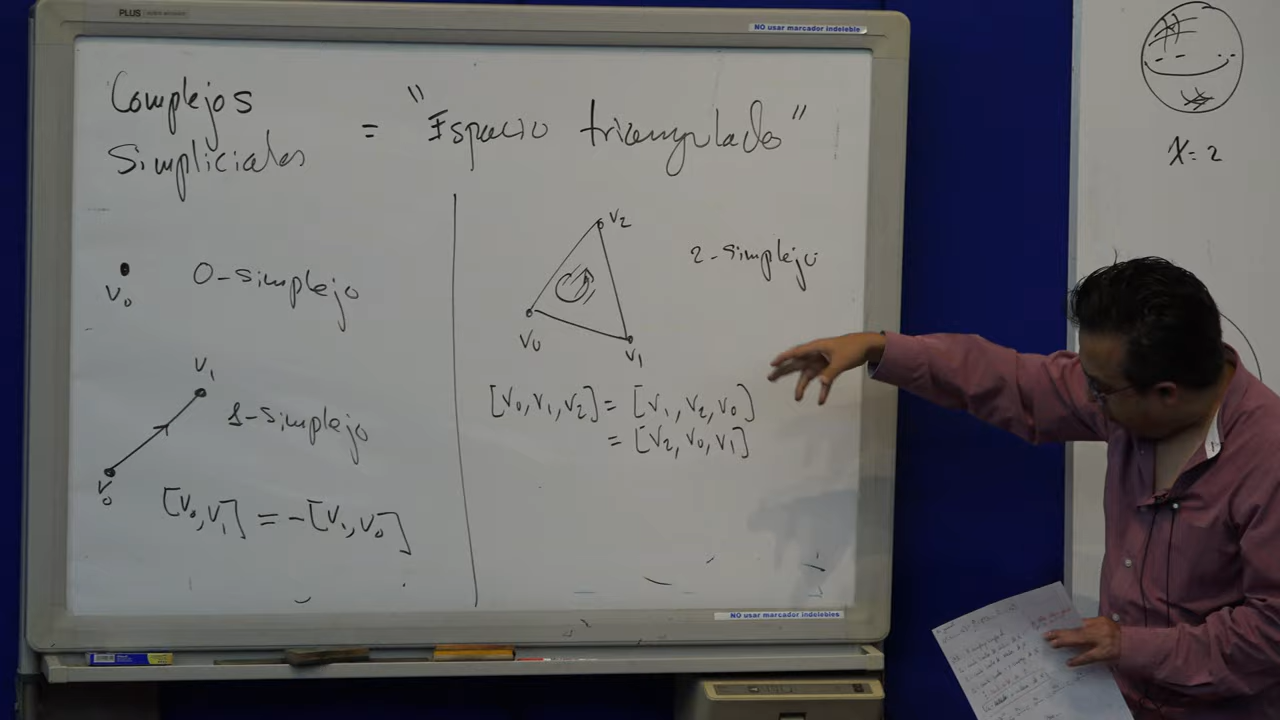 PLUS
NO usar marcador indeleble
Complejos
Simpliciales = "Espacio triangulado"
V₀
0-simplejo
V₁
V₀
1-simplejo
[V₀,V₁] = -[V₁,V₀]
V₂
V₀
V₁
2-simplejo
[V₀,V₁,V₂] = [V₁,V₂,V₀]
= [V₂,V₀,V₁]
NO usar marcador indelebles
χ=2